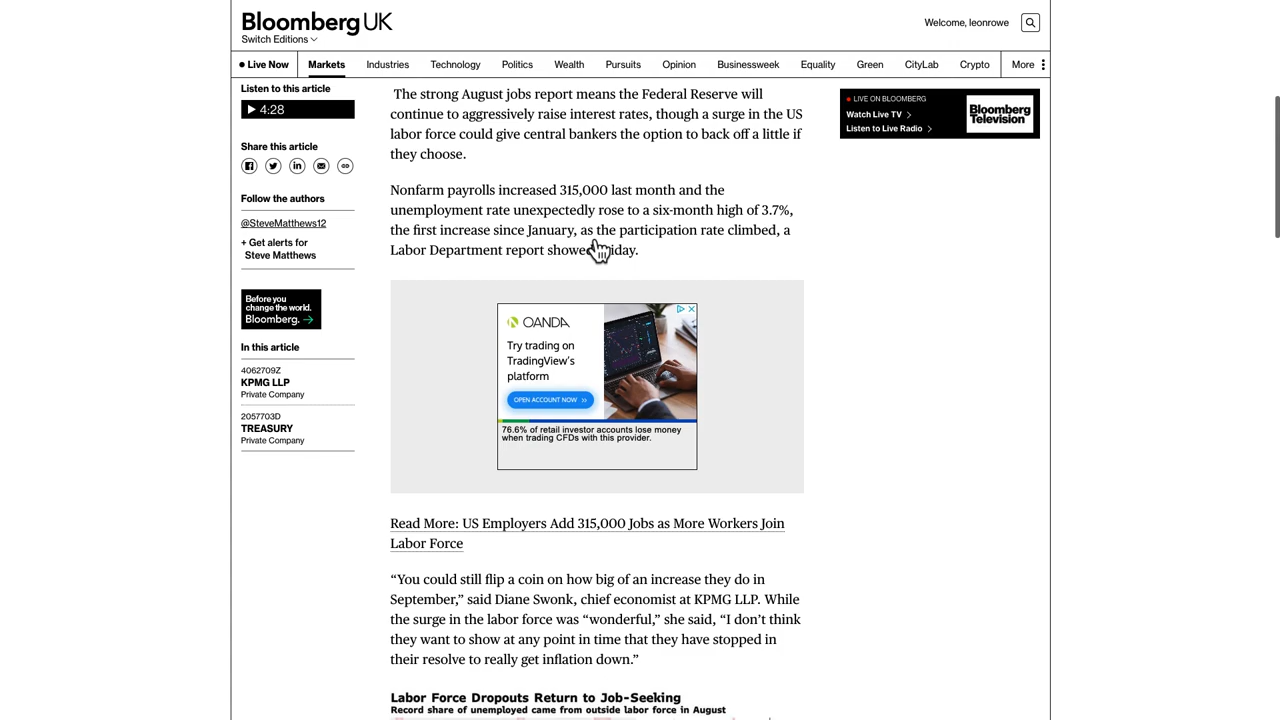 Bloomberg UK
Switch Editions
Welcome, leonrowe
Live Now
Markets
Industries
Technology
Politics
Wealth
Pursuits
Opinion
Businessweek
Equality
Green
CityLab
Crypto
More
Listen to this article
4:28
Share this article
Follow the authors
@SteveMatthews12
+ Get alerts for
Steve Matthews
Before you
change the world.
Bloomberg. →
In this article
4062709Z
KPMG LLP
Private Company
2057703D
TREASURY
Private Company
The strong August jobs report means the Federal Reserve will
continue to aggressively raise interest rates, though a surge in the US
labor force could give central bankers the option to back off a little if
they choose.
Nonfarm payrolls increased 315,000 last month and the
unemployment rate unexpectedly rose to a six-month high of 3.7%,
the first increase since January, as the participation rate climbed, a
Labor Department report showe iday.
OANDA
Try trading on
TradingView's
platform
OPEN ACCOUNT NOW
76.6% of retail investor accounts lose money
when trading CFDs with this provider.
Read More: US Employers Add 315,000 Jobs as More Workers Join
Labor Force
“You could still flip a coin on how big of an increase they do in
September,” said Diane Swonk, chief economist at KPMG LLP. While
the surge in the labor force was “wonderful,” she said, “I don’t think
they want to show at any point in time that they have stopped in
their resolve to really get inflation down.”
Labor Force Dropouts Return to Job-Seeking
Record share of unemployed came from outside labor force in August
LIVE ON BLOOMBERG
Watch Live TV
Listen to Live Radio
Bloomberg
Television